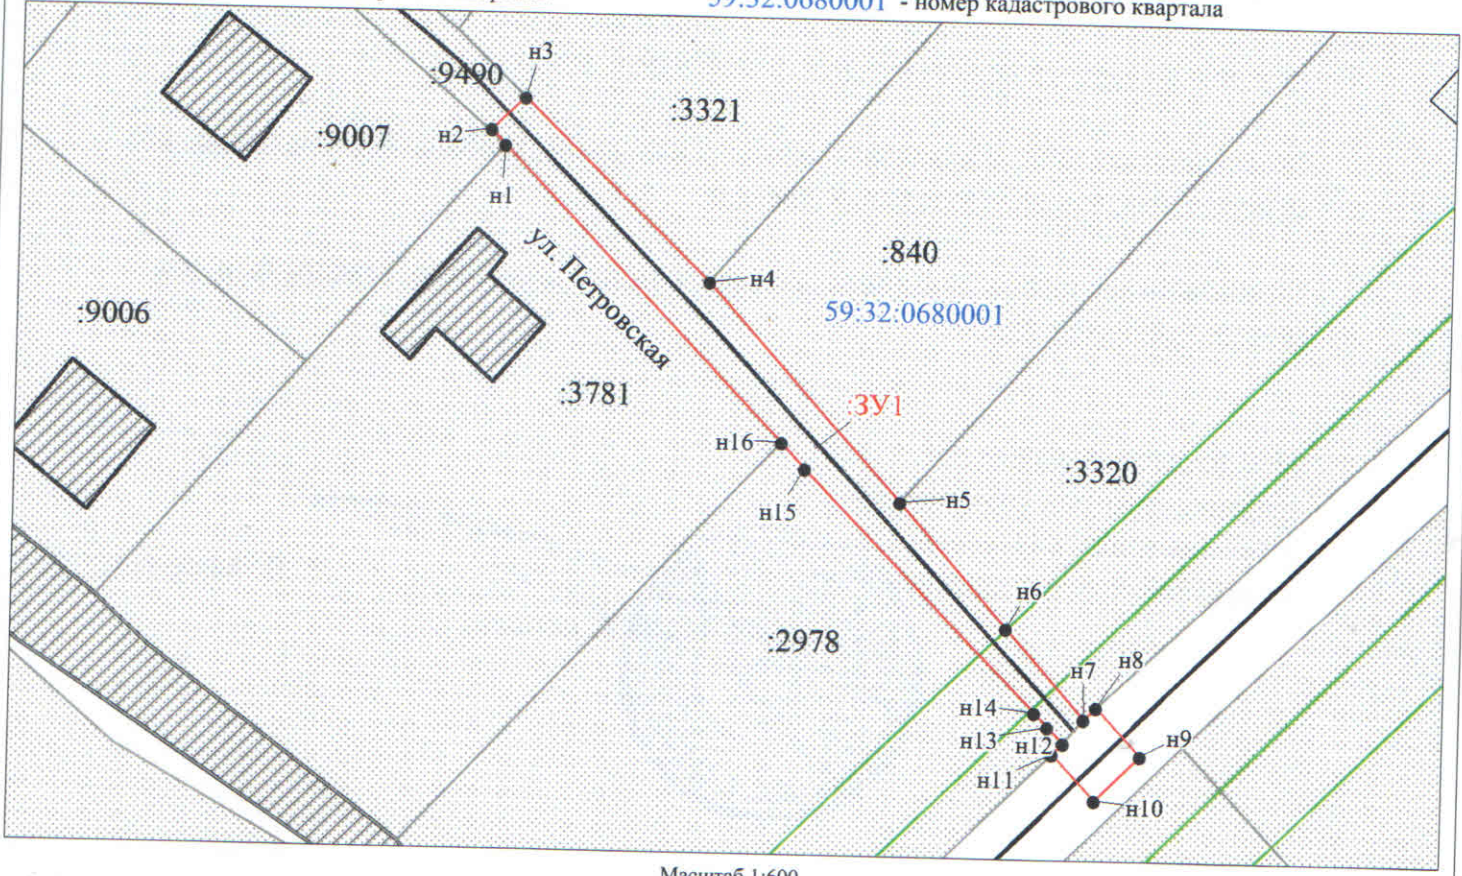 59:32:0680001 - номер кадастрового квартала
н3
:9490
:3321
:9007
н2
н1
ул. Петровская
:840
н4
:9006
59:32:0680001
:3781
:ЗУ1
н16
:3320
н15
н5
н6
:2978
н7
н8
н14
н13
н12
н9
н11
н10
Масштаб 1:600